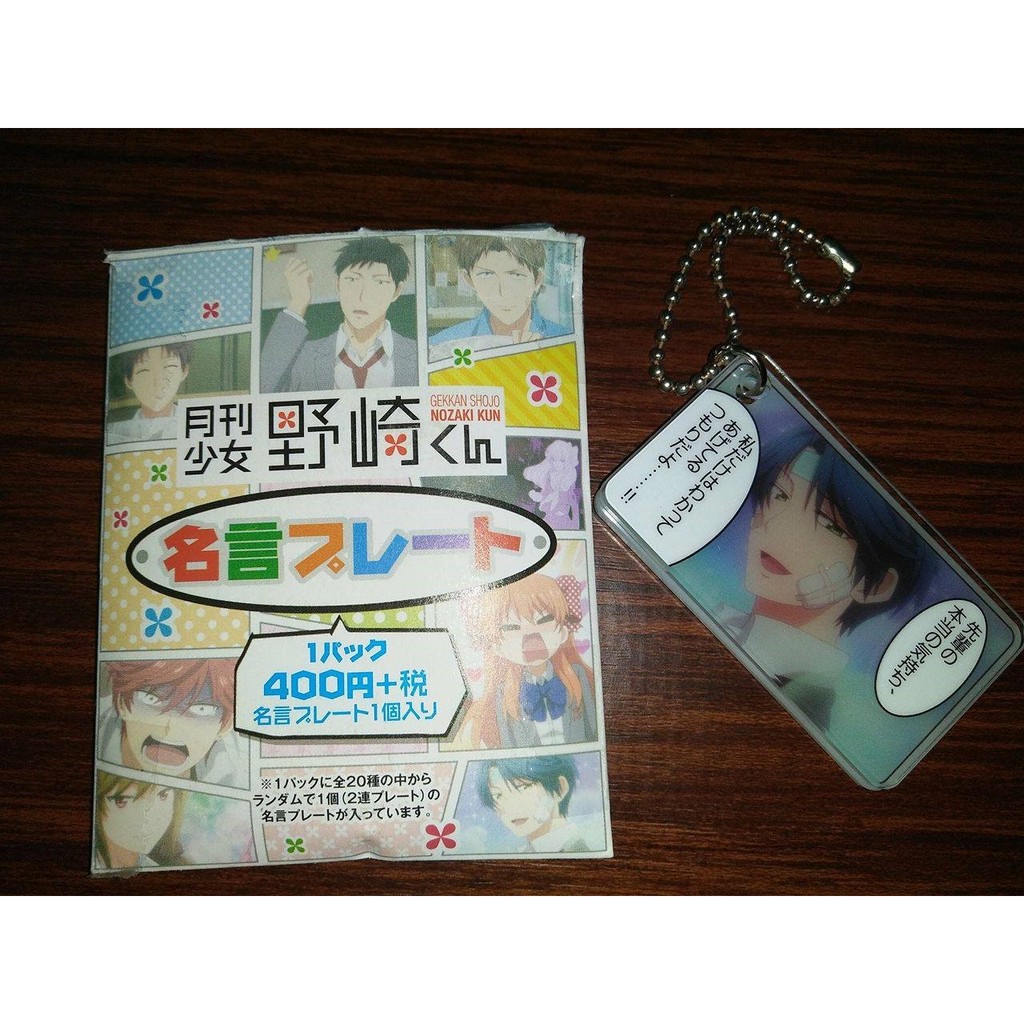 月刊
少女
野崎くん
GEKKAN SHOJO
NOZAKI KUN
名言プレート
1パック
400円+税
名言プレート1個入り
※1パックに全20種の中から
ランダムで1個(2連プレート)の
名言プレートが入っています。
私だけはわかって
あげてる
つもりだよ……!!
先輩の
本当の気持ち、